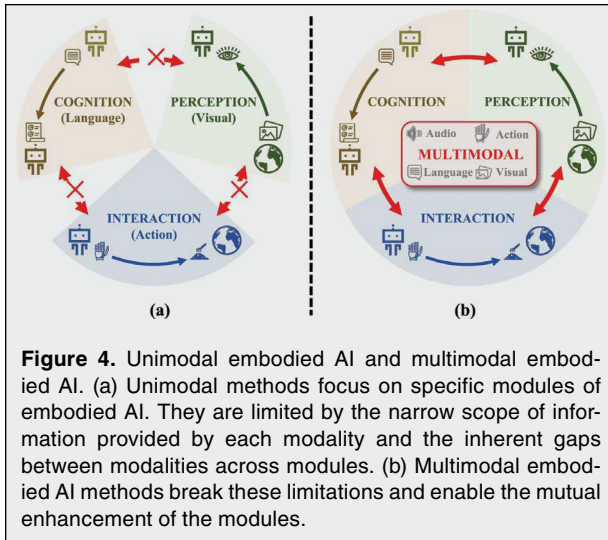 COGNITION
(Language)
PERCEPTION
(Visual)
INTERACTION
(Action)
(a)
COGNITION
PERCEPTION
Audio Action
MULTIMODAL
Language Visual
INTERACTION
(b)
Figure 4. Unimodal embodied AI and multimodal embod-
ied AI. (a) Unimodal methods focus on specific modules of
embodied AI. They are limited by the narrow scope of infor-
mation provided by each modality and the inherent gaps
between modalities across modules. (b) Multimodal embod-
ied AI methods break these limitations and enable the mutual
enhancement of the modules.